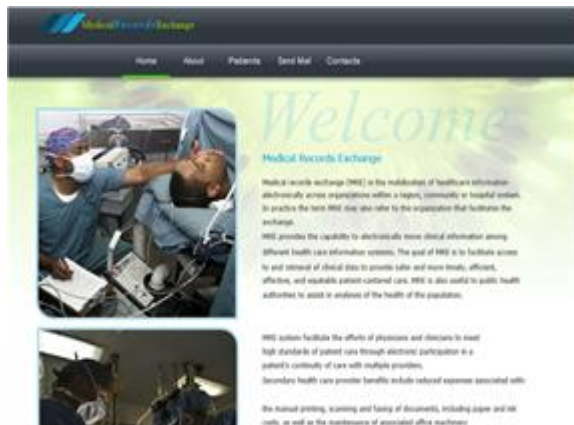 MedicalRecordsExchange
Home About Patients Send Mail Contacts
Welcome
Medical Records Exchange
Medical records exchange (MRE) is the mobilization of healthcare information
electronically across organizations within a region, community or hospital system.
In practice the term MRE may also refer to the organization that facilitates the
exchange.
MRE provides the capability to electronically move clinical information among
different health care information systems. The goal of MRE is to facilitate access
to and retrieval of clinical data to provide safer and more timely, efficient,
effective, and equitable patient-centered care. MRE is also useful to public health
authorities to assist in analyses of the health of the population.
MRE system facilitate the efforts of physicians and clinicians to meet
high standards of patient care through electronic participation in a
patient's continuity of care with multiple providers.
Secondary health care provider benefits include reduced expenses associated with:
the manual printing, scanning and faxing of documents, including paper and ink
costs, as well as the maintenance of associated office machinery